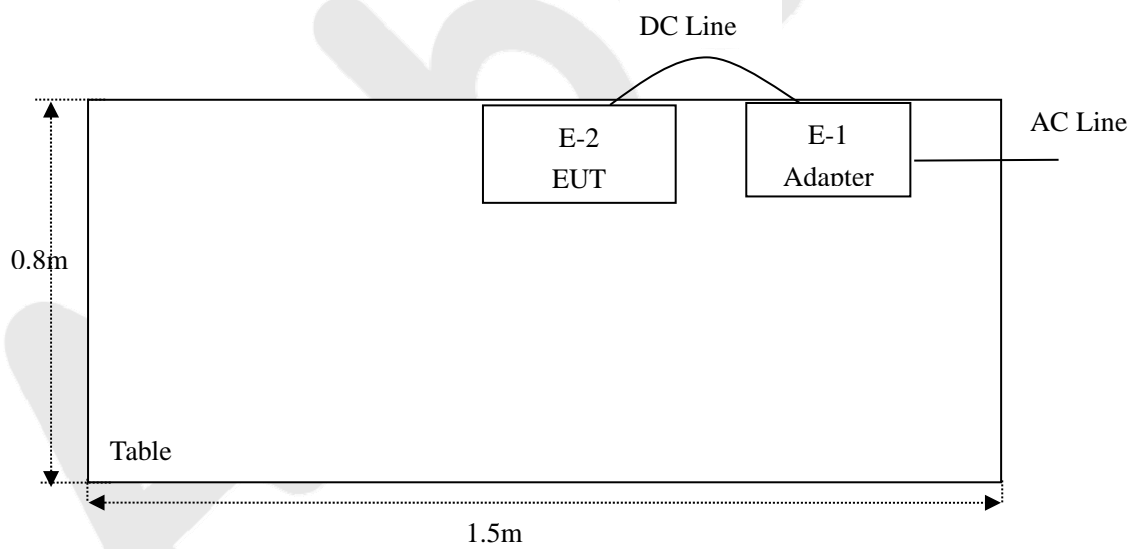 DC Line
AC Line
E-2
EUT
E-1
Adapter
0.8m
Table
1.5m